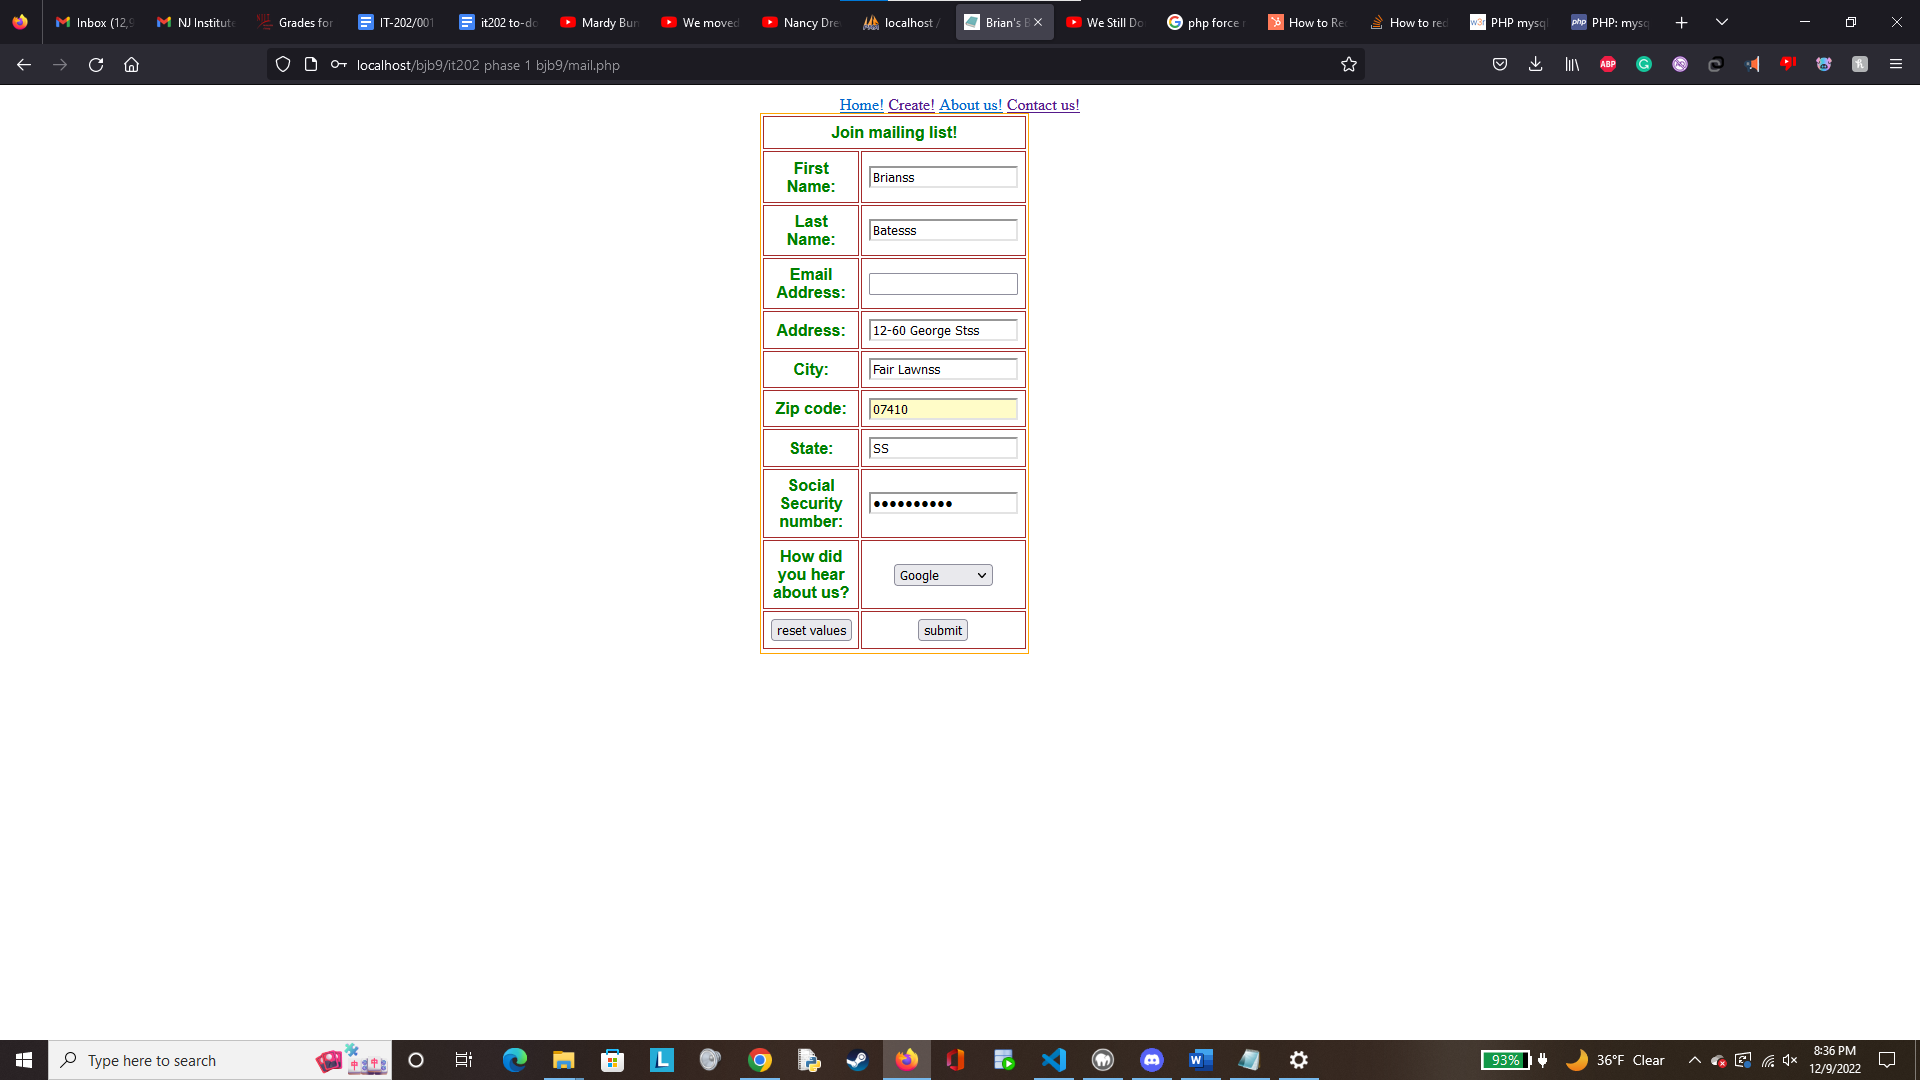 Inbox (12,9
NJ Institute
Grades for
IT-202/001
it202 to-do
Mardy Bun
We moved
Nancy Dre
localhost /
Brian's B
We Still Do
php force r
How to Red
How to red
PHP mysql
PHP: mysq
localhost/bjb9/it202 phase 1 bjb9/mail.php
ABP
Home! Create! About us! Contact us!
Join mailing list!
First Name:
Brianss
Last Name:
Batesss
Email Address:
Address:
12-60 George Stss
City:
Fair Lawnss
Zip code:
07410
State:
SS
Social Security number:
How did you hear about us?
Google
reset values
submit
Type here to search
93%
36°F Clear
8:36 PM
12/9/2022